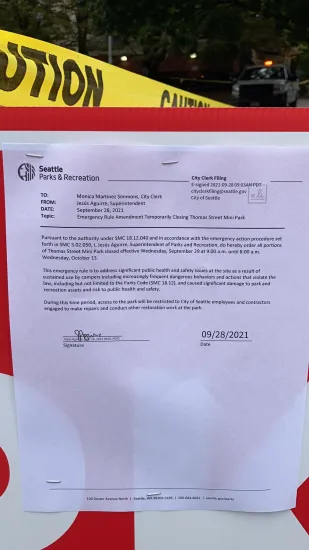 UTION
CAUTION
Seattle
Parks & Recreation
City Clerk Filing
E-signed 2021-09-28 09:03AM PDT
cityclerkfiling@seattle.gov
City of Seattle
TO: Monica Martinez Simmons, City Clerk
FROM: Jesús Aguirre, Superintendent
DATE: September 28, 2021
Topic: Emergency Rule Amendment Temporarily Closing Thomas Street Mini Park
Pursuant to the authority under SMC 18.12.040 and in accordance with the emergency action procedure set
forth in SMC 3.02.050, I, Jesús Aguirre, Superintendent of Parks and Recreation, do hereby order all portions
of Thomas Street Mini Park closed effective Wednesday, September 29 at 9:00 a.m. until 6:00 a.m.
Wednesday, October 13.
This emergency rule is to address significant public health and safety issues at the site as a result of
sustained use by campers including increasingly frequent dangerous behaviors and actions that violate the
law, including but not limited to the Parks Code (SMC 18.12), and caused significant damage to park and
recreation assets and risk to public health and safety.
During this time period, access to the park will be restricted to City of Seattle employees and contractors
engaged to make repairs and conduct other restoration work at the park.
09/28/2021
Signature
Date
100 Dexter Avenue North | Seattle, WA